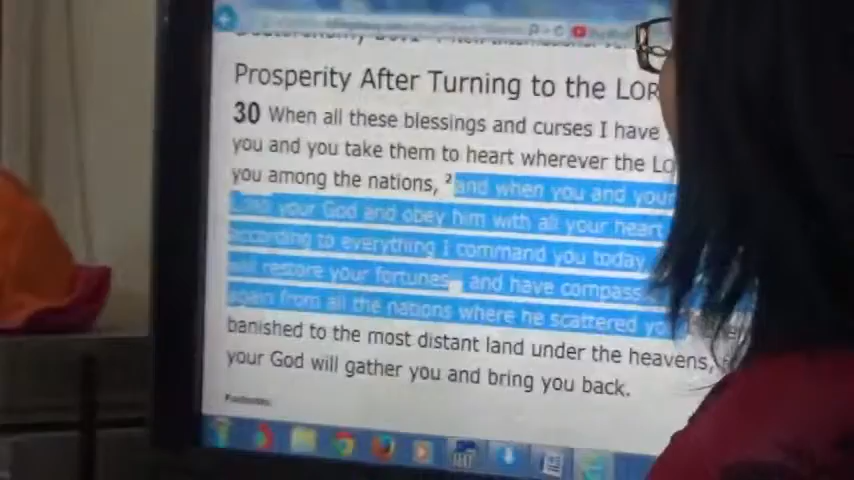 Prosperity After Turning to the LOR
30 When all these blessings and curses I have
you and you take them to heart wherever the LO
you among the nations, 2 and when you and your
LORD your God and obey him with all your heart
according to everything I command you today,
will restore your fortunes and have compass
again from all the nations where he scattered you
banished to the most distant land under the heavens,
your God will gather you and bring you back.
Footnotes: